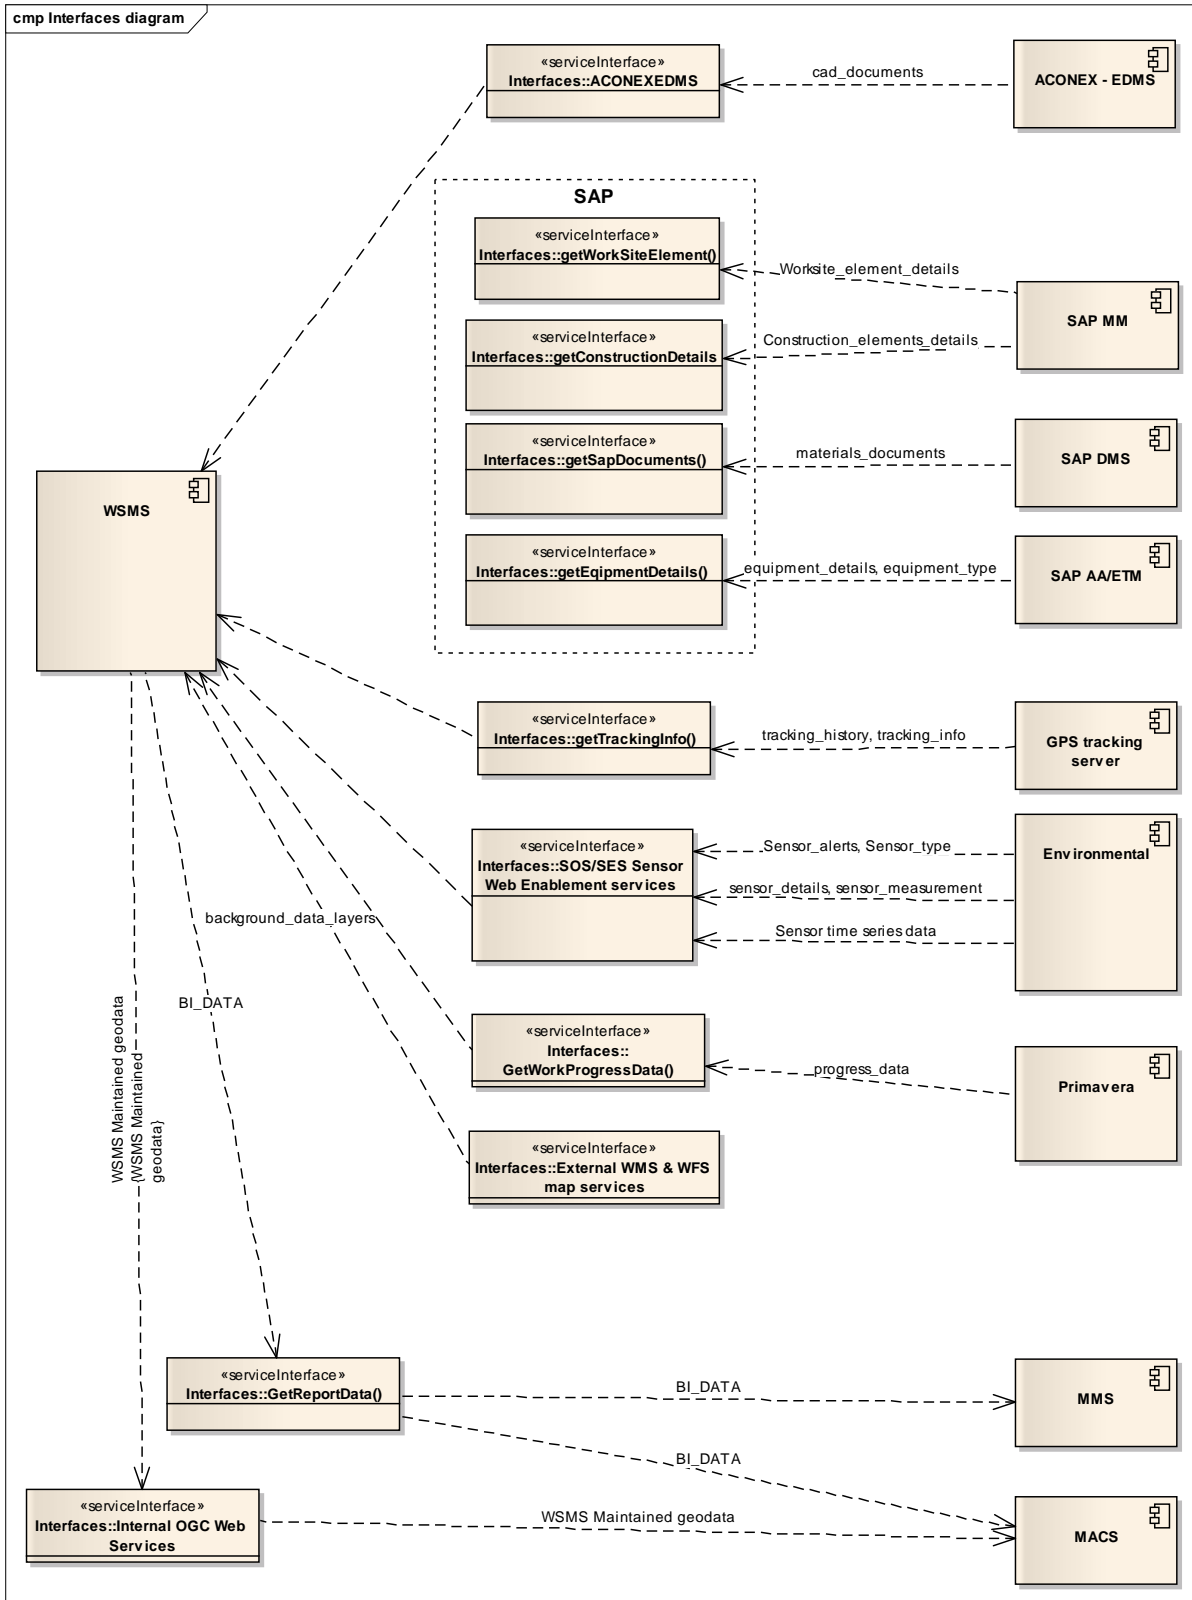 cmp Interfaces diagram
«serviceInterface»
Interfaces::ACONEXEDMS
cad_documents
ACONEX - EDMS
SAP
«serviceInterface»
Interfaces::getWorkSiteElement()
Worksite_element_details
SAP MM
«serviceInterface»
Interfaces::getConstructionDetails
Construction_elements_details
«serviceInterface»
Interfaces::getSapDocuments()
materials_documents
SAP DMS
WSMS
«serviceInterface»
Interfaces::getEqipmentDetails()
equipment_details, equipment_type
SAP AA/ETM
«serviceInterface»
Interfaces::getTrackingInfo()
tracking_history, tracking_info
GPS tracking
server
«serviceInterface»
Interfaces::SOS/SES Sensor
Web Enablement services
Sensor_alerts, Sensor_type
sensor_details, sensor_measurement
Sensor time series data
Environmental
background_data_layers
BI_DATA
WSMS Maintained geodata
{WSMS Maintained
geodata}
«serviceInterface»
Interfaces::
GetWorkProgressData()
progress_data
Primavera
«serviceInterface»
Interfaces::External WMS & WFS
map services
«serviceInterface»
Interfaces::GetReportData()
BI_DATA
MMS
BI_DATA
«serviceInterface»
Interfaces::Internal OGC Web
Services
WSMS Maintained geodata
MACS